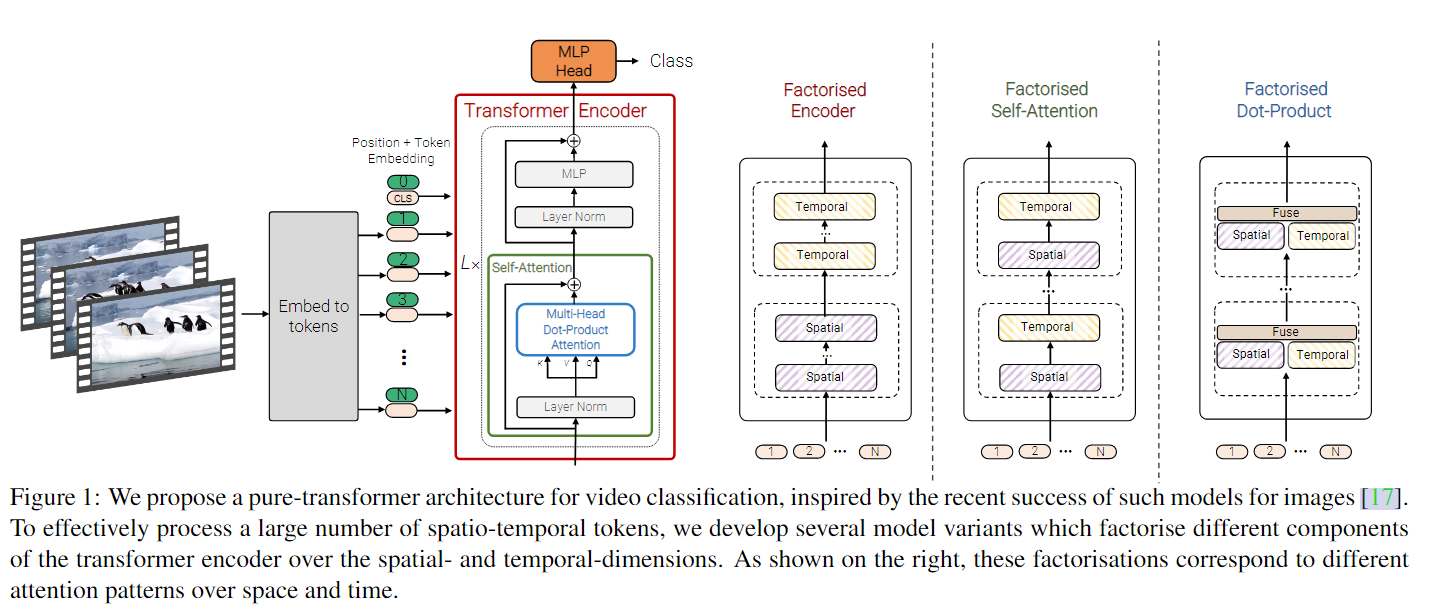 MLP
Head
Class
Transformer Encoder
Position + Token
Embedding
0
CLS
1
2
3
N
Embed to
tokens
L×
MLP
Layer Norm
Self-Attention
Multi-Head
Dot-Product
Attention
K V Q
Layer Norm
Factorised
Encoder
Temporal
...
Temporal
...
Spatial
...
Spatial
1 2 ... N
Factorised
Self-Attention
Temporal
Spatial
...
Temporal
Spatial
1 2 ... N
Factorised
Dot-Product
Fuse
Spatial Temporal
...
Fuse
Spatial Temporal
1 2 ... N
Figure 1: We propose a pure-transformer architecture for video classification, inspired by the recent success of such models for images [17].
To effectively process a large number of spatio-temporal tokens, we develop several model variants which factorise different components
of the transformer encoder over the spatial- and temporal-dimensions. As shown on the right, these factorisations correspond to different
attention patterns over space and time.